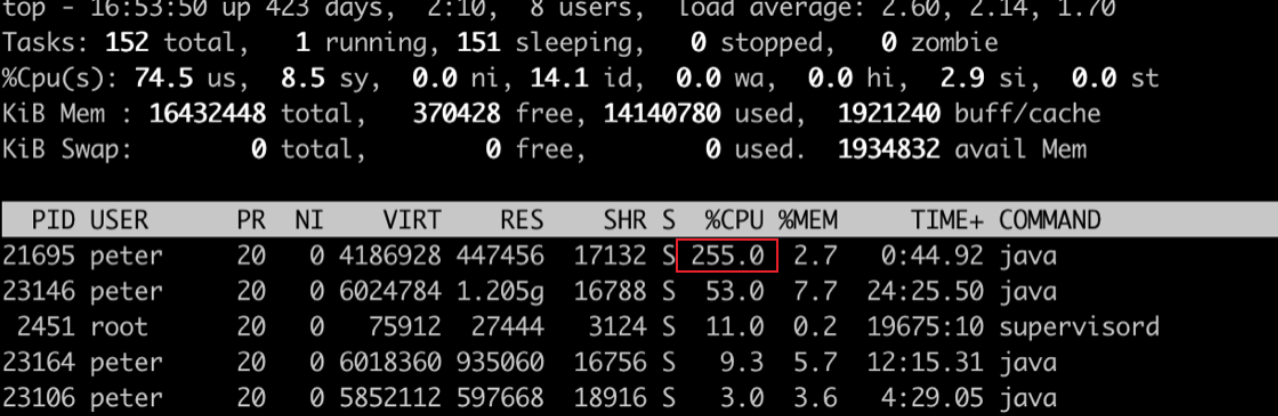 top - 16:53:50 up 423 days,  2:10,  8 users,  load average: 2.60, 2.14, 1.70
Tasks: 152 total,   1 running, 151 sleeping,   0 stopped,   0 zombie
%Cpu(s): 74.5 us,  8.5 sy,  0.0 ni, 14.1 id,  0.0 wa,  0.0 hi,  2.9 si,  0.0 st
KiB Mem : 16432448 total,   370428 free, 14140780 used,  1921240 buff/cache
KiB Swap:        0 total,        0 free,        0 used.  1934832 avail Mem
PID USER      PR  NI    VIRT    RES    SHR S  %CPU %MEM     TIME+ COMMAND
21695 peter     20   0 4186928 447456  17132 S 255.0  2.7   0:44.92 java
23146 peter     20   0 6024784 1.205g  16788 S  53.0  7.7  24:25.50 java
2451 root      20   0   75912  27444   3124 S  11.0  0.2  19675:10 supervisord
23164 peter     20   0 6018360 935060  16756 S   9.3  5.7  12:15.31 java
23106 peter     20   0 5852112 597668  18916 S   3.0  3.6   4:29.05 java